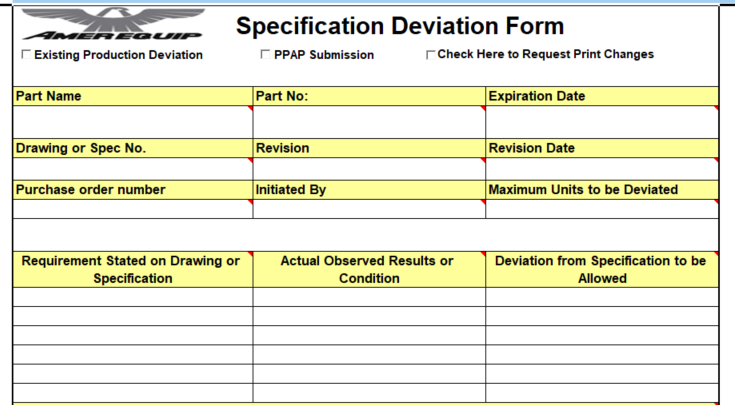 AMEREQUIP
Specification Deviation Form
Existing Production Deviation PPAP Submission Check Here to Request Print Changes
Part Name Part No: Expiration Date
Drawing or Spec No. Revision Revision Date
Purchase order number Initiated By Maximum Units to be Deviated
Requirement Stated on Drawing or Actual Observed Results or Deviation from Specification to be
Specification Condition Allowed